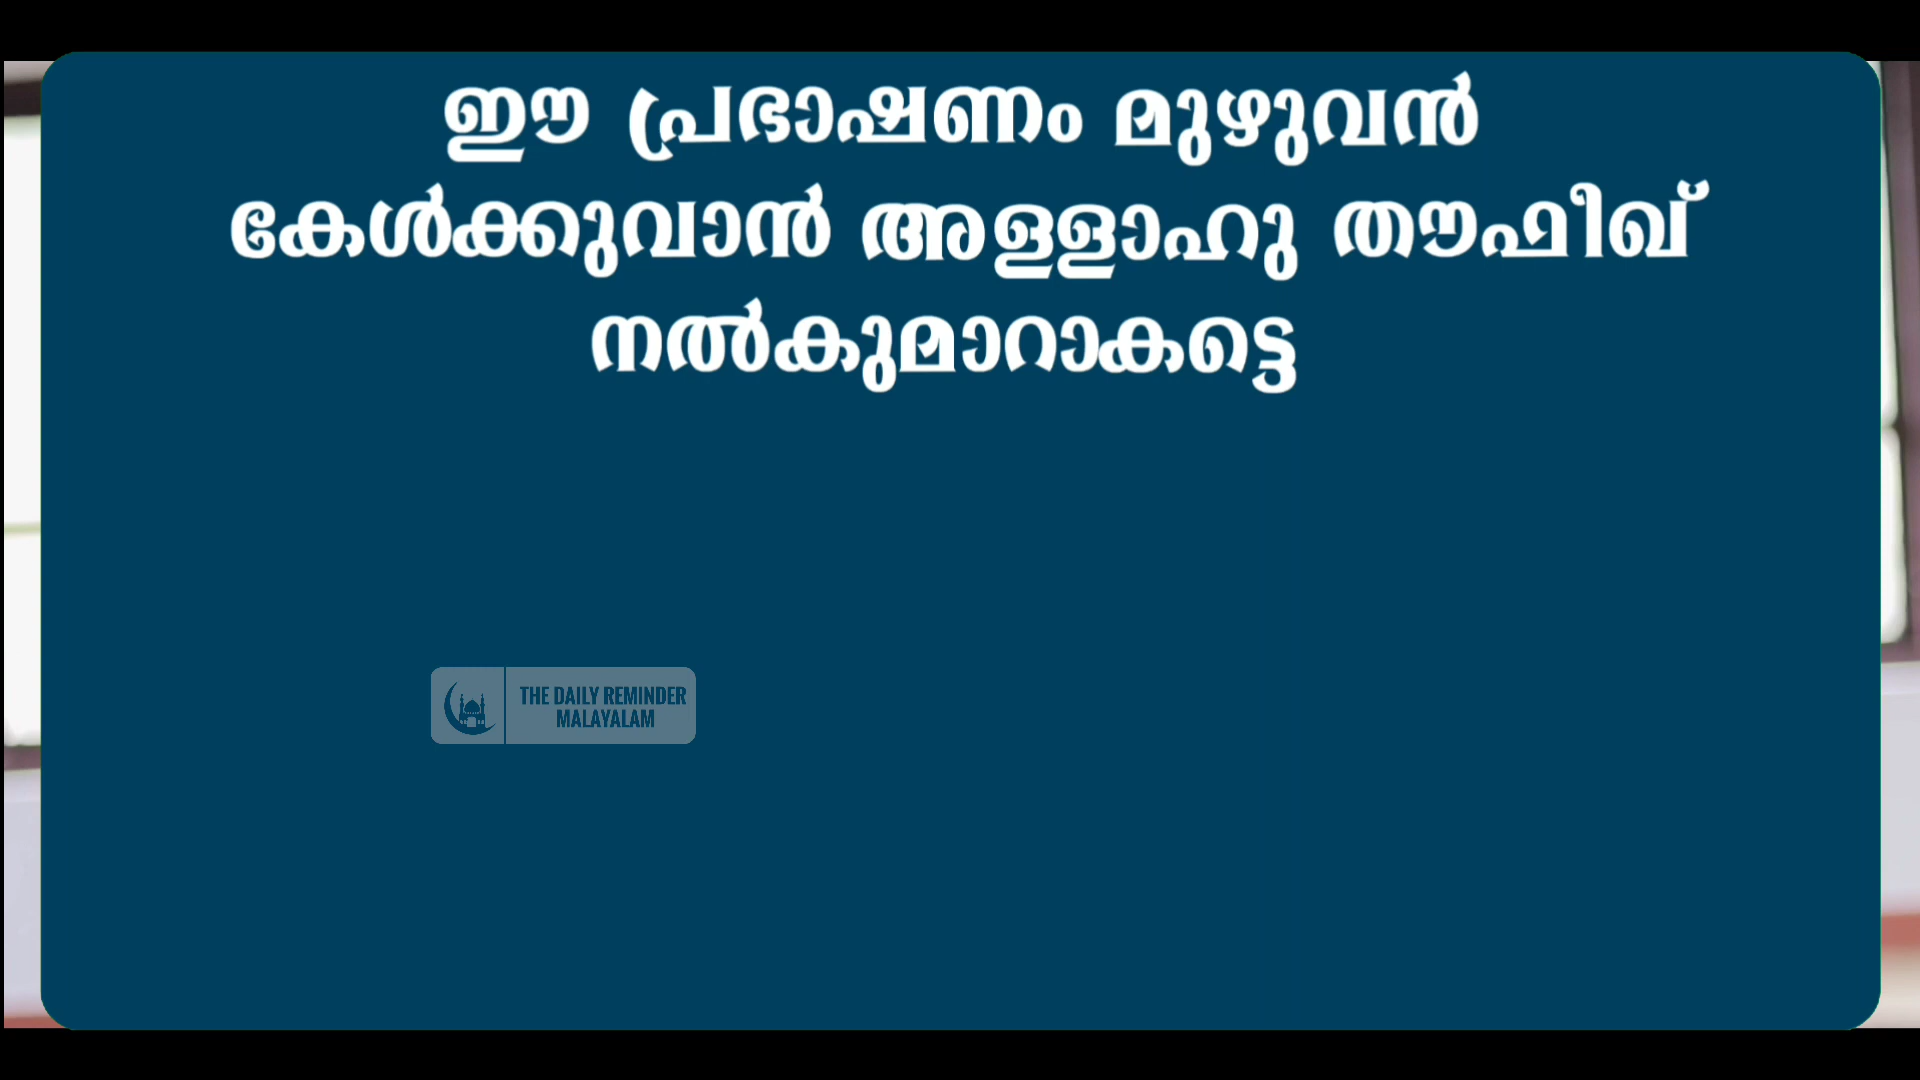 ഈ പ്രഭാഷണം മുഴുവൻ
കേൾക്കുവാൻ അള്ളാഹു തൗഫീഖ്
നൽകുമാറാകട്ടെ
THE DAILY REMINDER
MALAYALAM